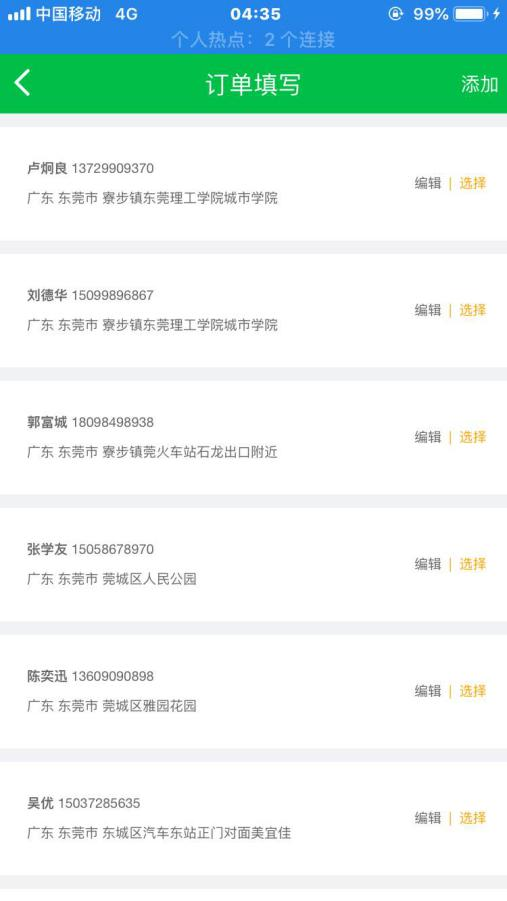 中国移动 4G 04:35 99%
个人热点：2 个连接
订单填写 添加
卢炯良 13729909370
广东 东莞市 寮步镇东莞理工学院城市学院
编辑 | 选择
刘德华 15099896867
广东 东莞市 寮步镇东莞理工学院城市学院
编辑 | 选择
郭富城 18098498938
广东 东莞市 寮步镇莞火车站石龙出口附近
编辑 | 选择
张学友 15058678970
广东 东莞市 莞城区人民公园
编辑 | 选择
陈奕迅 13609090898
广东 东莞市 莞城区雅园花园
编辑 | 选择
吴优 15037285635
广东 东莞市 东城区汽车东站正门对面美宜佳
编辑 | 选择